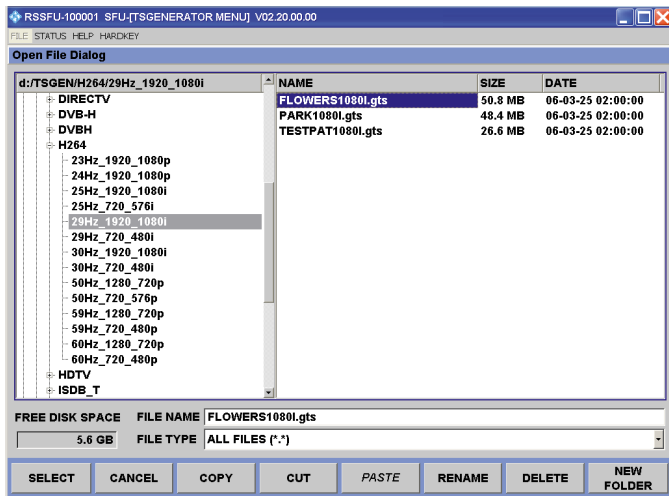 RSSFU-100001 SFU-[TSGENERATOR MENU] V02.20.00.00
FILE STATUS HELP HARDKEY
Open File Dialog
d:/TSGEN/H264/29Hz_1920_1080i
DIRECTV
DVB-H
DVBH
H264
23Hz_1920_1080p
24Hz_1920_1080p
25Hz_1920_1080i
25Hz_720_576i
29Hz_1920_1080i
29Hz_720_480i
30Hz_1920_1080i
30Hz_720_480i
50Hz_1280_720p
50Hz_720_576p
59Hz_1280_720p
59Hz_720_480p
60Hz_1280_720p
60Hz_720_480p
HDTV
ISDB_T
NAME SIZE DATE
FLOWERS1080I.gts 50.8 MB 06-03-25 02:00:00
PARK1080I.gts 48.4 MB 06-03-25 02:00:00
TESTPAT1080I.gts 26.6 MB 06-03-25 02:00:00
FREE DISK SPACE FILE NAME FLOWERS1080I.gts
5.6 GB FILE TYPE ALL FILES (*.*)
SELECT CANCEL COPY CUT PASTE RENAME DELETE NEW
FOLDER